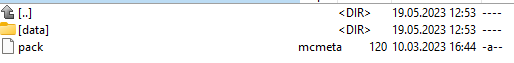 [..] <DIR> 19.05.2023 12:53 ----
[data] <DIR> 19.05.2023 12:53 ----
pack mcmeta 120 10.03.2023 16:44 -a--